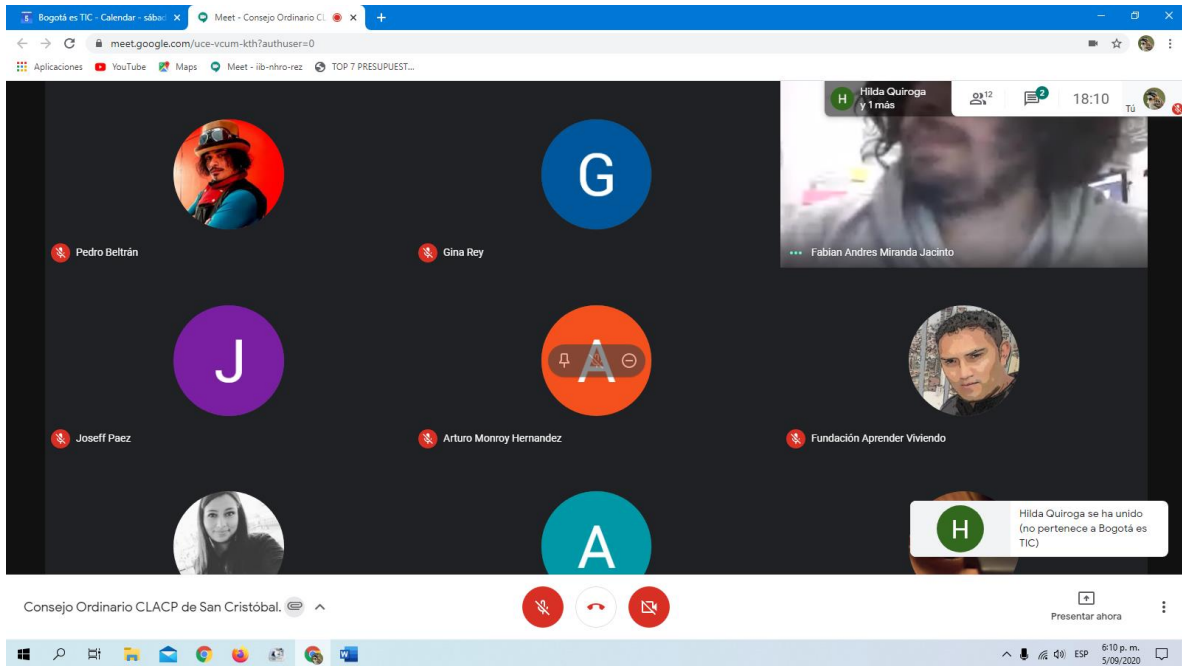 Bogotá es TIC - Calendar - sábad
Meet - Consejo Ordinario CL
meet.google.com/uce-vcum-kth?authuser=0
Aplicaciones YouTube Maps Meet - iib-nhro-rez TOP 7 PRESUPUEST...
H
Hilda Quiroga
y 1 más
12
2
18:10
Tú
G
Pedro Beltrán
Gina Rey
Fabian Andres Miranda Jacinto
J
A
Joseff Paez
Arturo Monroy Hernandez
Fundación Aprender Viviendo
A
H
Hilda Quiroga se ha unido
(no pertenece a Bogotá es
TIC)
Consejo Ordinario CLACP de San Cristóbal.
Presentar ahora
ESP
6:10 p. m.
5/09/2020